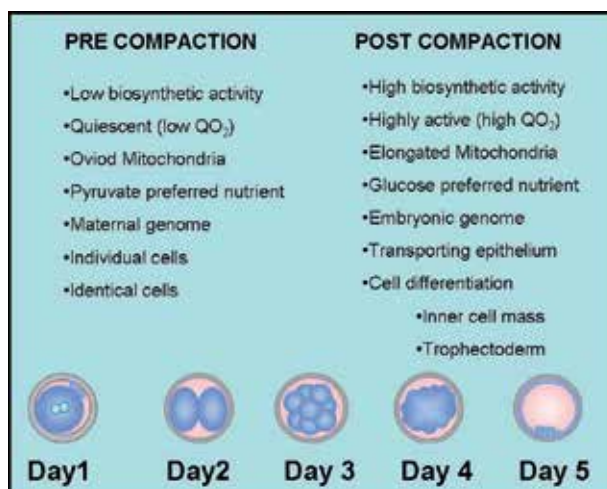 PRE COMPACTION
•Low biosynthetic activity
•Quiescent (low QO₂)
•Oviod Mitochondria
•Pyruvate preferred nutrient
•Maternal genome
•Individual cells
•Identical cells
POST COMPACTION
•High biosynthetic activity
•Highly active (high QO₂)
•Elongated Mitochondria
•Glucose preferred nutrient
•Embryonic genome
•Transporting epithelium
•Cell differentiation
•Inner cell mass
•Trophectoderm
Day1 Day2 Day 3 Day 4 Day 5